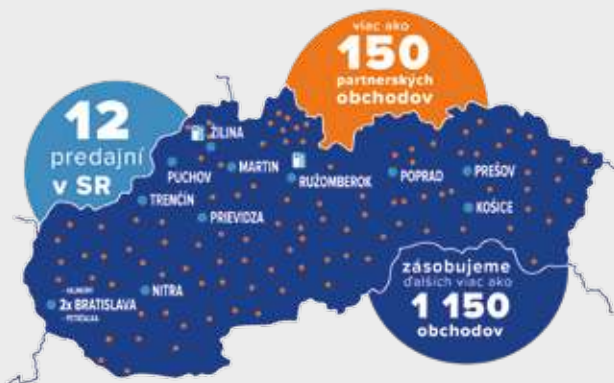 viac ako
150
partnerských
obchodov
12
predajní
v SR
ŽILINA
PÚCHOV
MARTIN
RUŽOMBEROK
POPRAD
PREŠOV
TRENČÍN
PRIEVIDZA
KOŠICE
NITRA
2x BRATISLAVA
zásobujeme
ďalších viac ako
1 150
obchodov